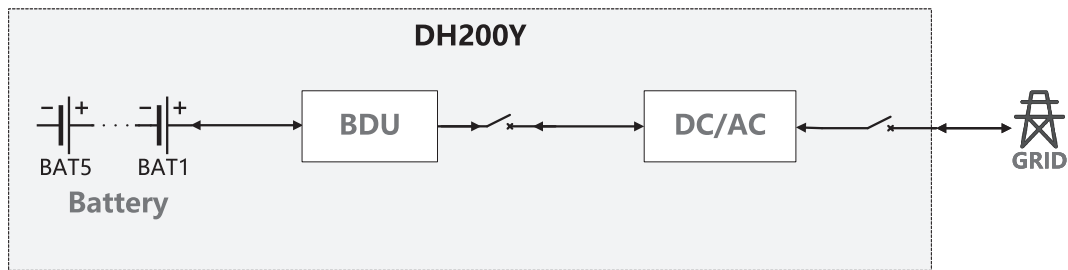 DH200Y
− + − +
BDU
DC/AC
BAT5 ··· BAT1
GRID
Battery